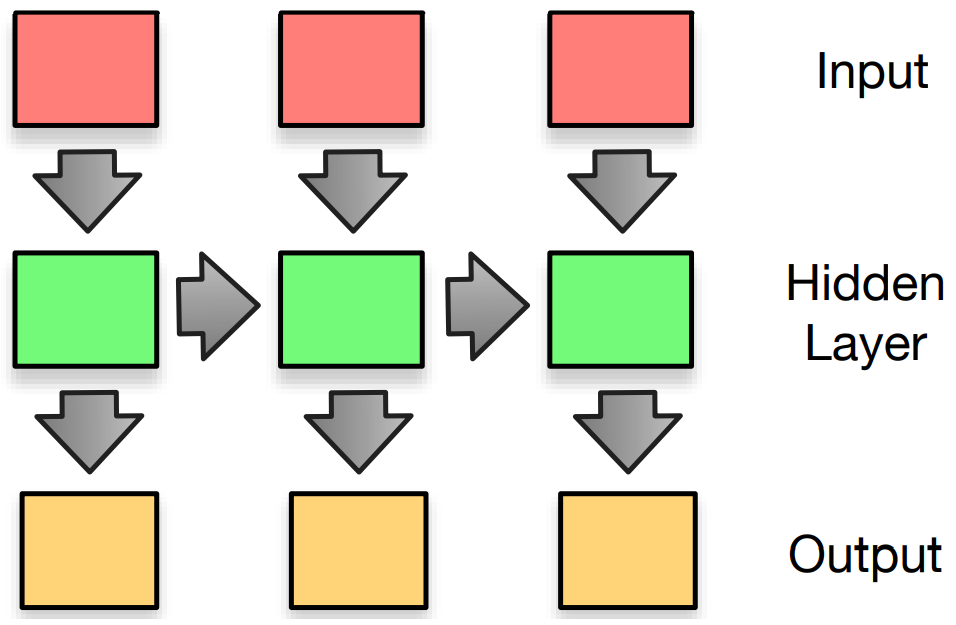 Input
Hidden
Layer
Output